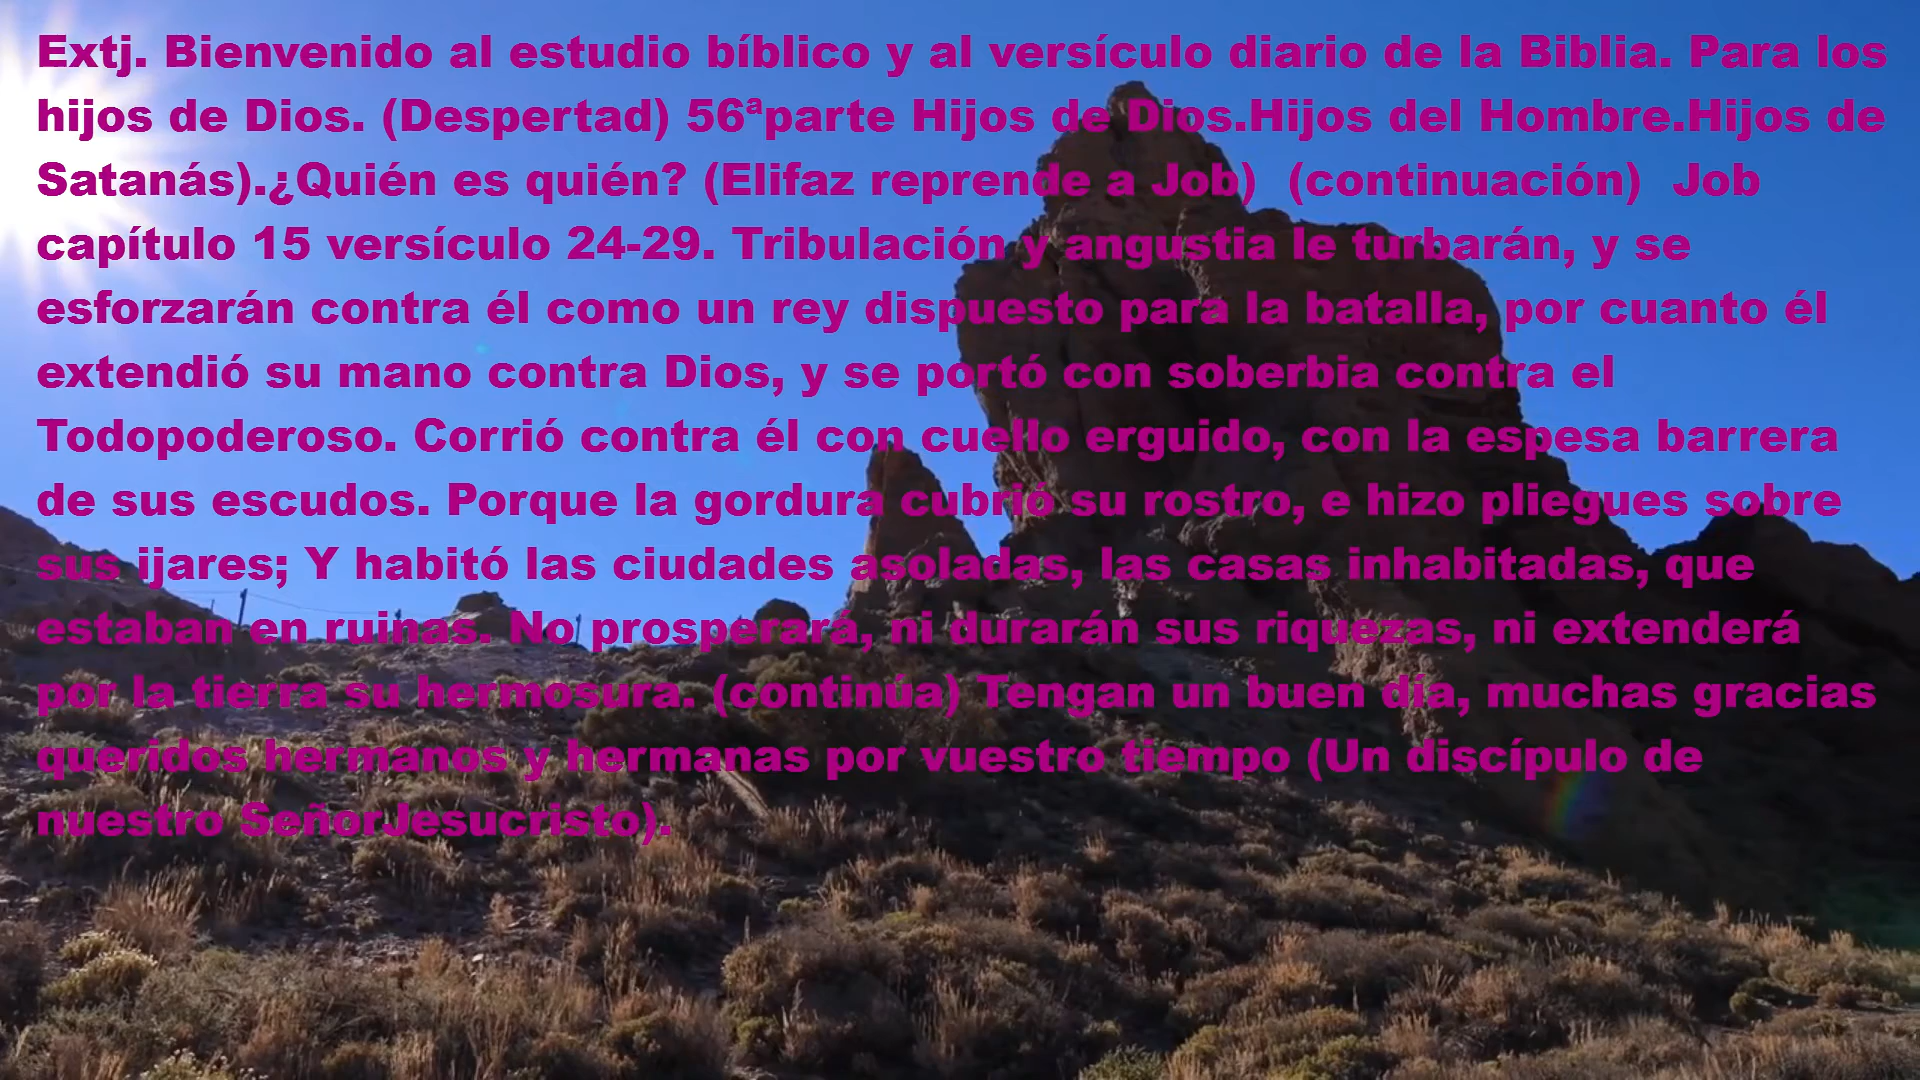 Extj. Bienvenido al estudio bíblico y al versículo diario de la Biblia. Para los
hijos de Dios. (Despertad) 56ªparte Hijos de Dios.Hijos del Hombre.Hijos de
Satanás).¿Quién es quién? (Elifaz reprende a Job)  (continuación)  Job
capítulo 15 versículo 24-29. Tribulación y angustia le turbarán, y se
esforzarán contra él como un rey dispuesto para la batalla, por cuanto él
extendió su mano contra Dios, y se portó con soberbia contra el
Todopoderoso. Corrió contra él con cuello erguido, con la espesa barrera
de sus escudos. Porque la gordura cubrió su rostro, e hizo pliegues sobre
sus ijares; Y habitó las ciudades asoladas, las casas inhabitadas, que
estaban en ruinas. No prosperará, ni durarán sus riquezas, ni extenderá
por la tierra su hermosura. (continúa) Tengan un buen día, muchas gracias
queridos hermanos y hermanas por vuestro tiempo (Un discípulo de
nuestro SeñorJesucristo).